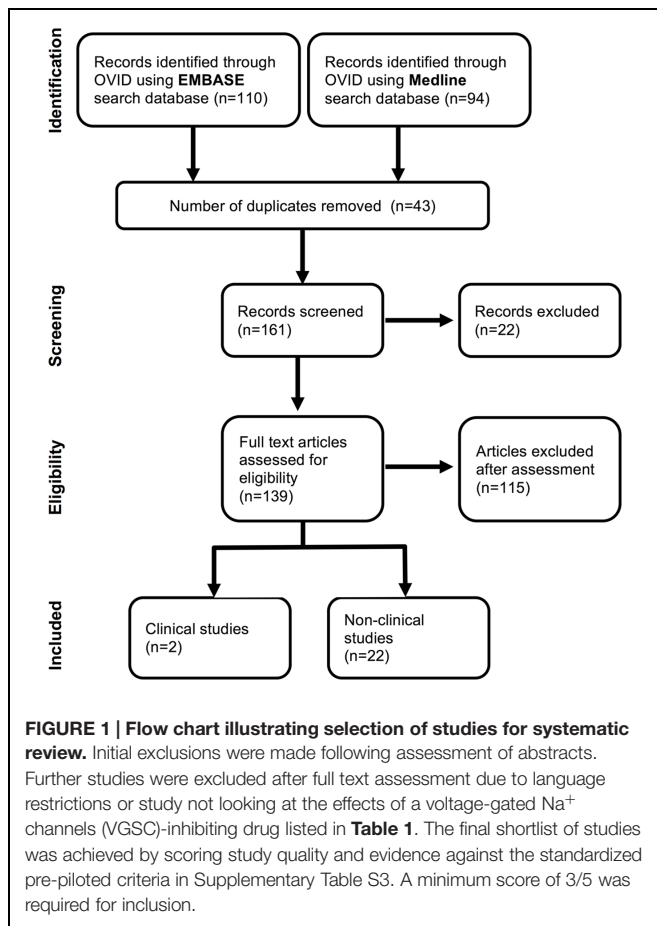 Identification
Records identified through
OVID using EMBASE
search database (n=110)
Records identified through
OVID using Medline
search database (n=94)
Number of duplicates removed (n=43)
Screening
Records screened
(n=161)
Records excluded
(n=22)
Eligibility
Full text articles
assessed for
eligibility
(n=139)
Articles excluded
after assessment
(n=115)
Included
Clinical studies
(n=2)
Non-clinical
studies
(n=22)
FIGURE 1 | Flow chart illustrating selection of studies for systematic
review. Initial exclusions were made following assessment of abstracts.
Further studies were excluded after full text assessment due to language
restrictions or study not looking at the effects of a voltage-gated Na+
channels (VGSC)-inhibiting drug listed in Table 1. The final shortlist of studies
was achieved by scoring study quality and evidence against the standardized
pre-piloted criteria in Supplementary Table S3. A minimum score of 3/5 was
required for inclusion.